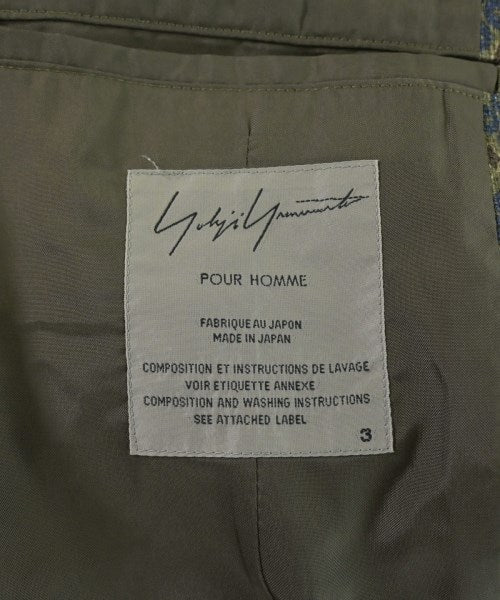 Yohji Yamamoto
POUR HOMME
FABRIQUE AU JAPON
MADE IN JAPAN
COMPOSITION ET INSTRUCTIONS DE LAVAGE
VOIR ETIQUETTE ANNEXE
COMPOSITION AND WASHING INSTRUCTIONS
SEE ATTACHED LABEL
3